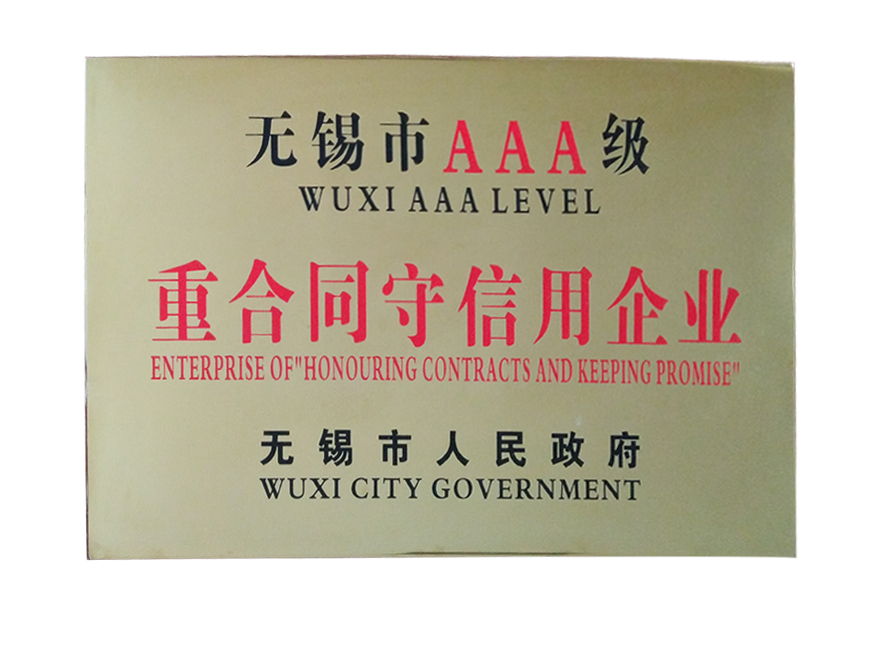 无锡市AAA级
WUXI AAA LEVEL
重合同守信用企业
ENTERPRISE OF"HONOURING CONTRACTS AND KEEPING PROMISE"
无锡市人民政府
WUXI CITY GOVERNMENT